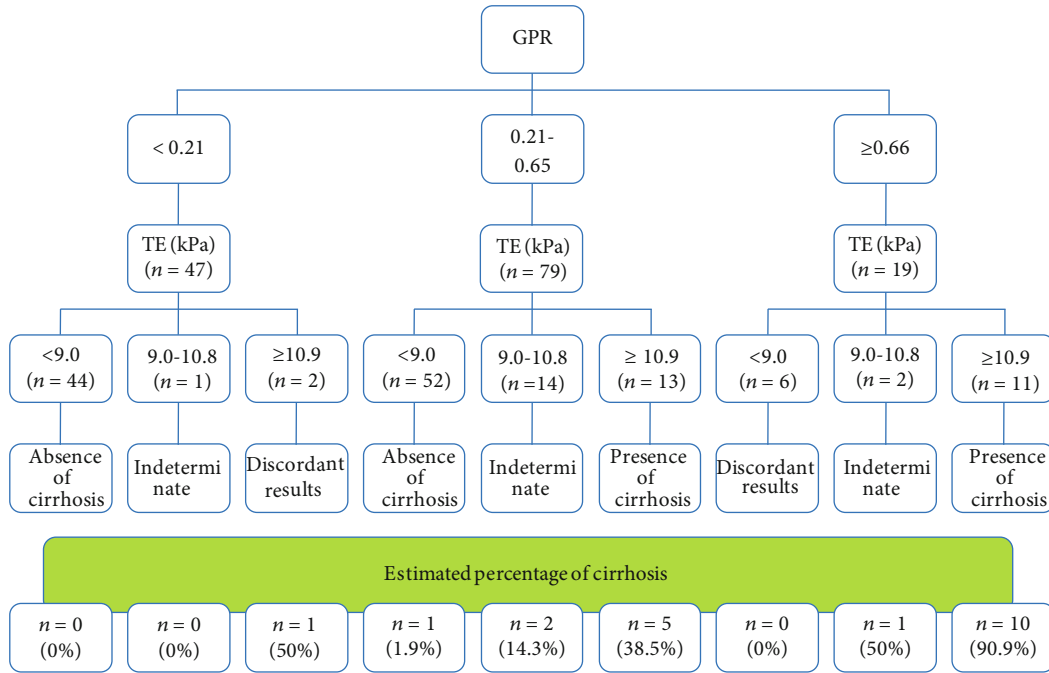 GPR
< 0.21
0.21-
0.65
≥0.66
TE (kPa)
(n = 47)
TE (kPa)
(n = 79)
TE (kPa)
(n = 19)
<9.0
(n = 44)
9.0-10.8
(n = 1)
≥10.9
(n = 2)
<9.0
(n = 52)
9.0-10.8
(n =14)
≥ 10.9
(n = 13)
<9.0
(n = 6)
9.0-10.8
(n = 2)
≥10.9
(n = 11)
Absence
of
cirrhosis
Indetermi
nate
Discordant
results
Absence
of
cirrhosis
Indetermi
nate
Presence
of
cirrhosis
Discordant
results
Indetermi
nate
Presence
of
cirrhosis
Estimated percentage of cirrhosis
n = 0
(0%)
n = 0
(0%)
n = 1
(50%)
n = 1
(1.9%)
n = 2
(14.3%)
n = 5
(38.5%)
n = 0
(0%)
n = 1
(50%)
n = 10
(90.9%)